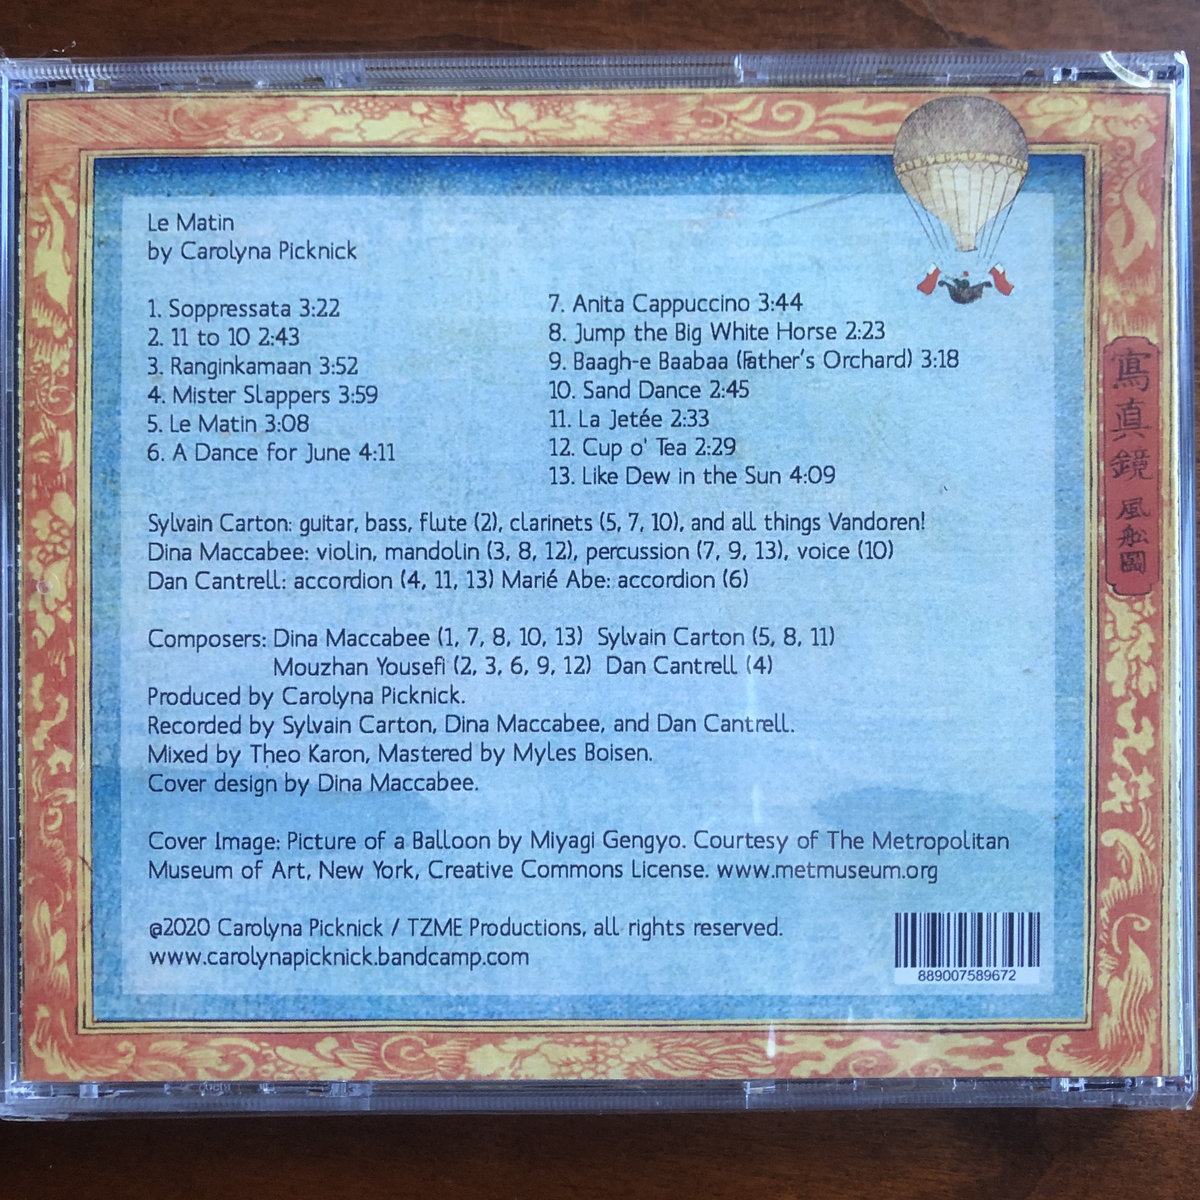 Le Matin
by Carolyna Picknick
1. Soppressata 3:22
2. 11 to 10 2:43
3. Ranginkamaan 3:52
4. Mister Slappers 3:59
5. Le Matin 3:08
6. A Dance for June 4:11
7. Anita Cappuccino 3:44
8. Jump the Big White Horse 2:23
9. Baagh-e Baabaa (Father's Orchard) 3:18
10. Sand Dance 2:45
11. La Jetée 2:33
12. Cup o' Tea 2:29
13. Like Dew in the Sun 4:09
Sylvain Carton: guitar, bass, flute (2), clarinets (5, 7, 10), and all things Vandoren!
Dina Maccabee: violin, mandolin (3, 8, 12), percussion (7, 9, 13), voice (10)
Dan Cantrell: accordion (4, 11, 13) Marié Abe: accordion (6)
Composers: Dina Maccabee (1, 7, 8, 10, 13) Sylvain Carton (5, 8, 11)
Mouzhan Yousefi (2, 3, 6, 9, 12) Dan Cantrell (4)
Produced by Carolyna Picknick.
Recorded by Sylvain Carton, Dina Maccabee, and Dan Cantrell.
Mixed by Theo Karon, Mastered by Myles Boisen.
Cover design by Dina Maccabee.
Cover Image: Picture of a Balloon by Miyagi Gengyo. Courtesy of The Metropolitan
Museum of Art, New York, Creative Commons License. www.metmuseum.org
@2020 Carolyna Picknick / TZME Productions, all rights reserved.
www.carolynapicknick.bandcamp.com
889007589672
寫真鏡 風船圖